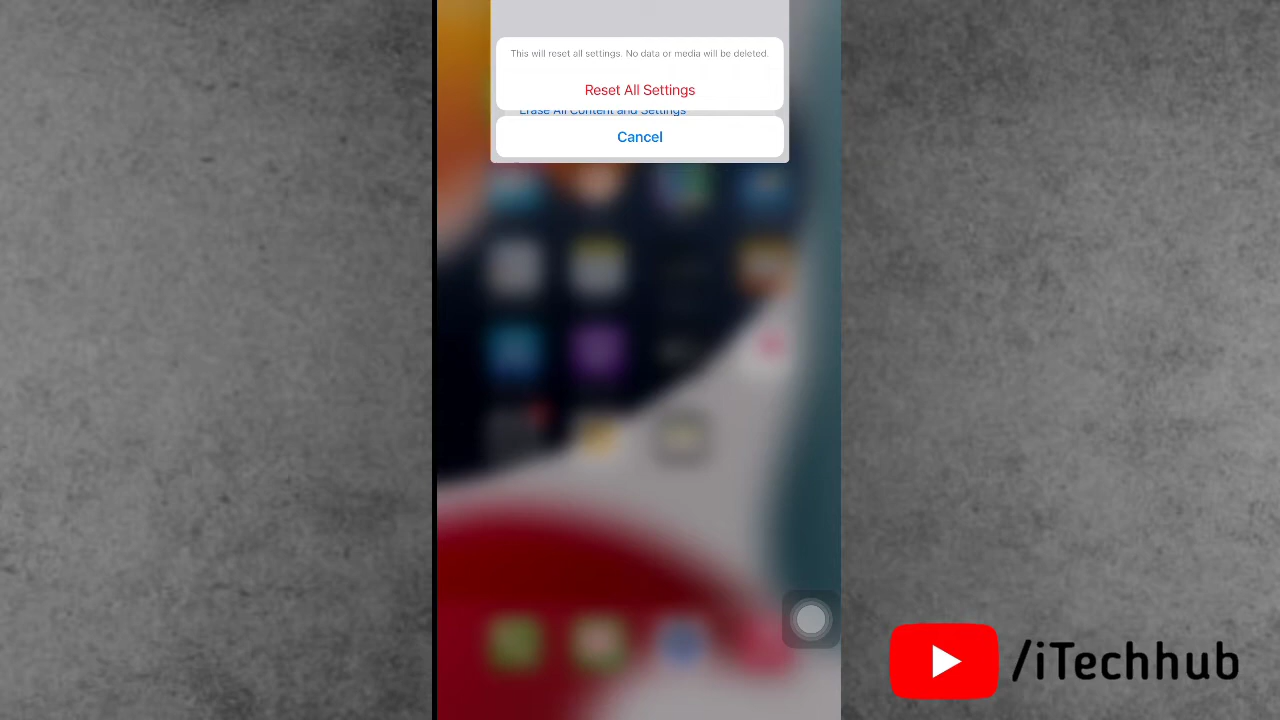 This will reset all settings. No data or media will be deleted.
Reset All Settings
Erase All Content and Settings
Cancel
/iTechhub